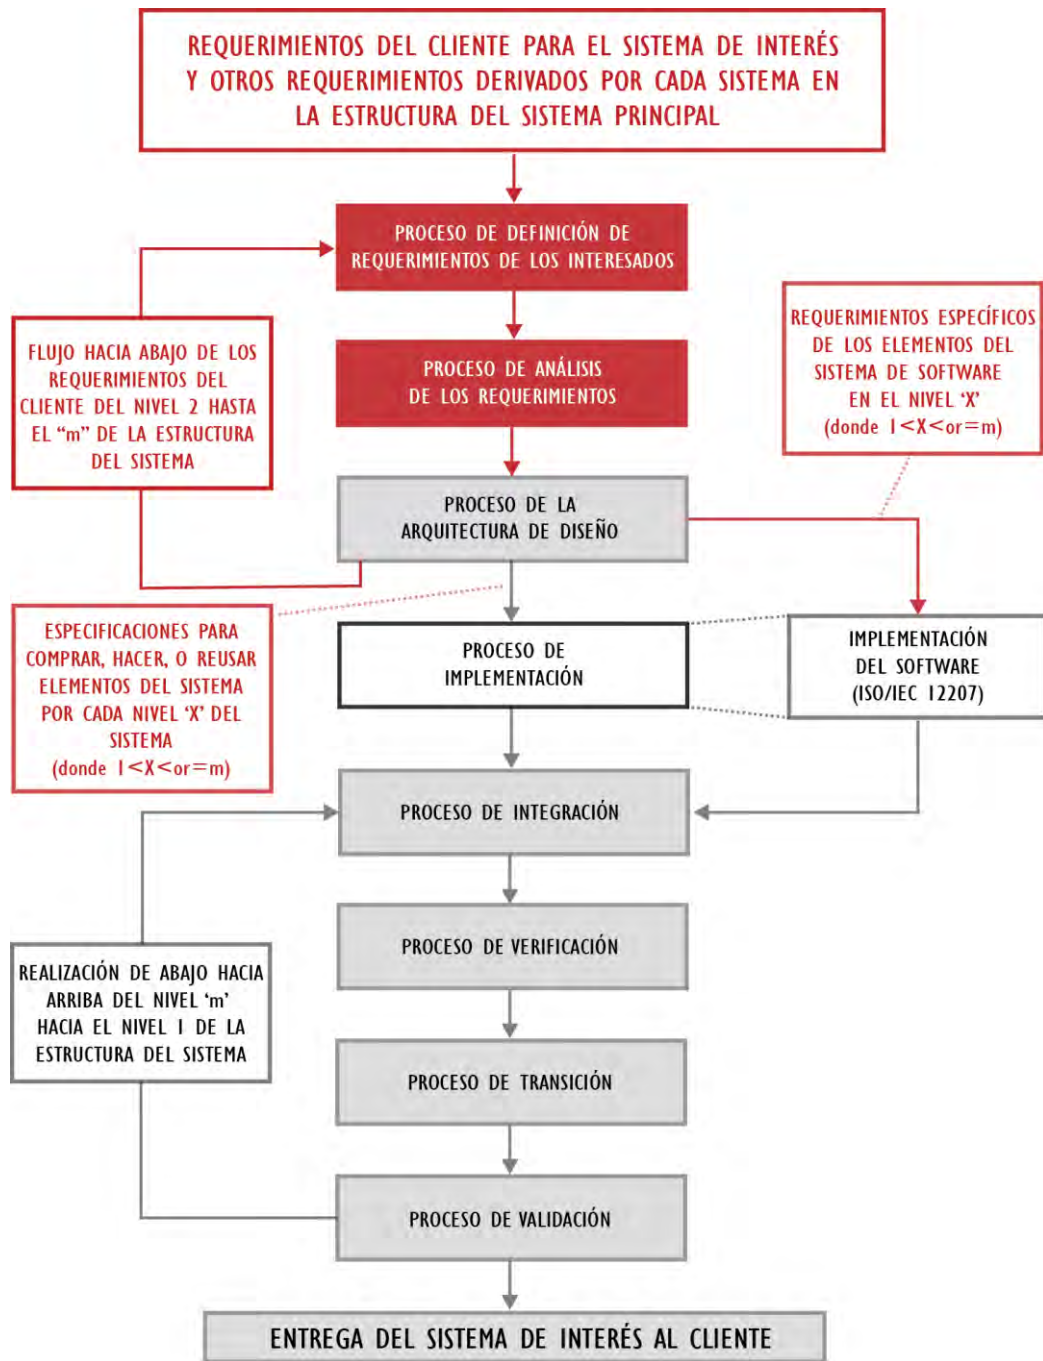 REQUERIMIENTOS DEL CLIENTE PARA EL SISTEMA DE INTERÉS
Y OTROS REQUERIMIENTOS DERIVADOS POR CADA SISTEMA EN
LA ESTRUCTURA DEL SISTEMA PRINCIPAL
PROCESO DE DEFINICIÓN DE
REQUERIMIENTOS DE LOS INTERESADOS
FLUJO HACIA ABAJO DE LOS
REQUERIMIENTOS DEL
CLIENTE DEL NIVEL 2 HASTA
EL “m” DE LA ESTRUCTURA
DEL SISTEMA
PROCESO DE ANÁLISIS
DE LOS REQUERIMIENTOS
REQUERIMIENTOS ESPECÍFICOS
DE LOS ELEMENTOS DEL
SISTEMA DE SOFTWARE
EN EL NIVEL ‘X’
(donde 1<X<or=m)
PROCESO DE LA
ARQUITECTURA DE DISEÑO
ESPECIFICACIONES PARA
COMPRAR, HACER, O REUSAR
ELEMENTOS DEL SISTEMA
POR CADA NIVEL ‘X’ DEL
SISTEMA
(donde 1<X<or=m)
PROCESO DE
IMPLEMENTACIÓN
IMPLEMENTACIÓN
DEL SOFTWARE
(ISO/IEC 12207)
PROCESO DE INTEGRACIÓN
PROCESO DE VERIFICACIÓN
REALIZACIÓN DE ABAJO HACIA
ARRIBA DEL NIVEL ‘m’
HACIA EL NIVEL 1 DE LA
ESTRUCTURA DEL SISTEMA
PROCESO DE TRANSICIÓN
PROCESO DE VALIDACIÓN
ENTREGA DEL SISTEMA DE INTERÉS AL CLIENTE